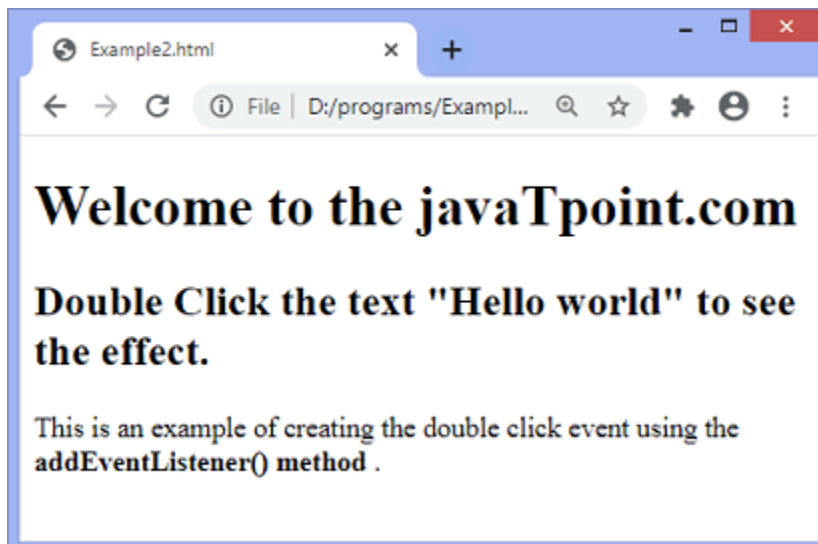 Example2.html
File D:/programs/Exampl...
Welcome to the javaTpoint.com
Double Click the text "Hello world" to see
the effect.
This is an example of creating the double click event using the
addEventListener() method .